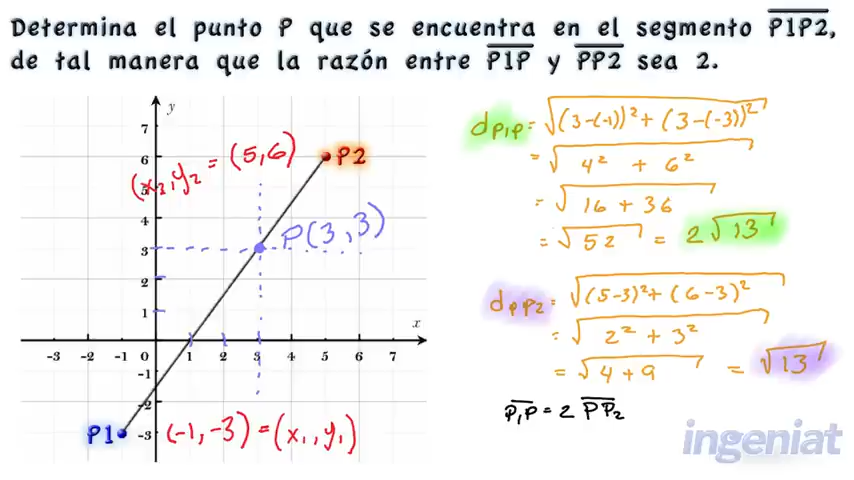 Determina el punto P que se encuentra en el segmento P1P2,
de tal manera que la razón entre P1P y PP2 sea 2.
y
7
6
5
4
3
2
1
x
-3 -2 -1 0 1 2 3 4 5 6 7
-1
-2
-3
(x₂,y₂ = (5,6)
P2
P(3,3)
P1
(-1,-3) = (x₁,y₁)
dP₁P = √(3-(-1))² + (3-(-3))²
= √4² + 6²
= √16 + 36
= √52 = 2√13
dPP2 = √(5-3)² + (6-3)²
= √2² + 3²
= √4 + 9 = √13
P₁P = 2 PP₂
ingeniat